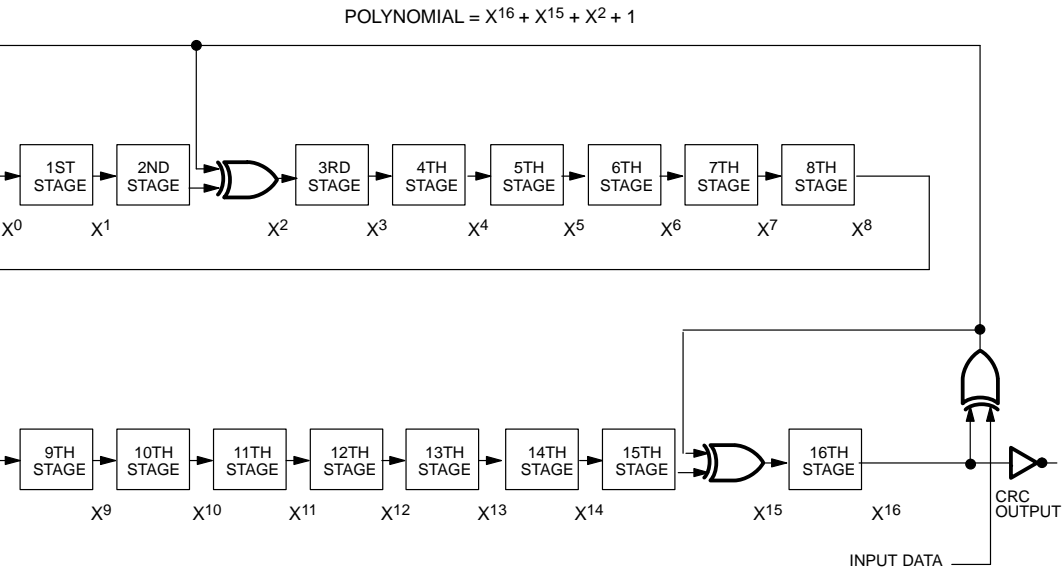 POLYNOMIAL = X16 + X15 + X2 + 1
1ST
STAGE
2ND
STAGE
3RD
STAGE
4TH
STAGE
5TH
STAGE
6TH
STAGE
7TH
STAGE
8TH
STAGE
X0 X1 X2 X3 X4 X5 X6 X7 X8
9TH
STAGE
10TH
STAGE
11TH
STAGE
12TH
STAGE
13TH
STAGE
14TH
STAGE
15TH
STAGE
16TH
STAGE
X9 X10 X11 X12 X13 X14 X15 X16
CRC
OUTPUT
INPUT DATA